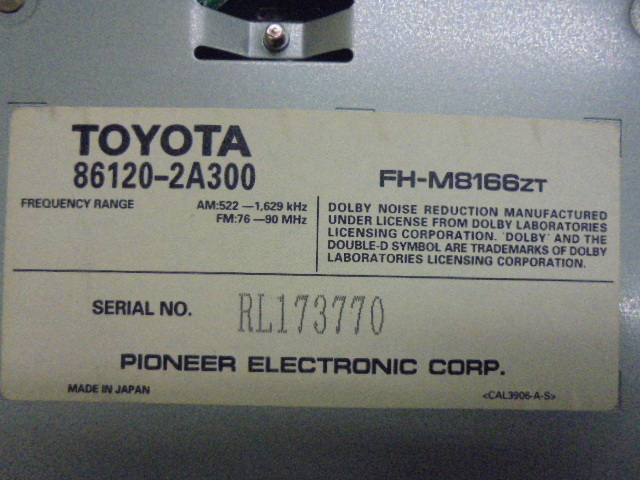 TOYOTA
86120-2A300
FH-M8166ZT
FREQUENCY RANGE AM:522 —1,629 kHz
FM:76 —90 MHz
DOLBY NOISE REDUCTION MANUFACTURED
UNDER LICENSE FROM DOLBY LABORATORIES
LICENSING CORPORATION. 'DOLBY' AND THE
DOUBLE-D SYMBOL ARE TRADEMARKS OF DOLBY
LABORATORIES LICENSING CORPORATION.
SERIAL NO. RL173770
PIONEER ELECTRONIC CORP.
MADE IN JAPAN
<CAL3906-A-S>